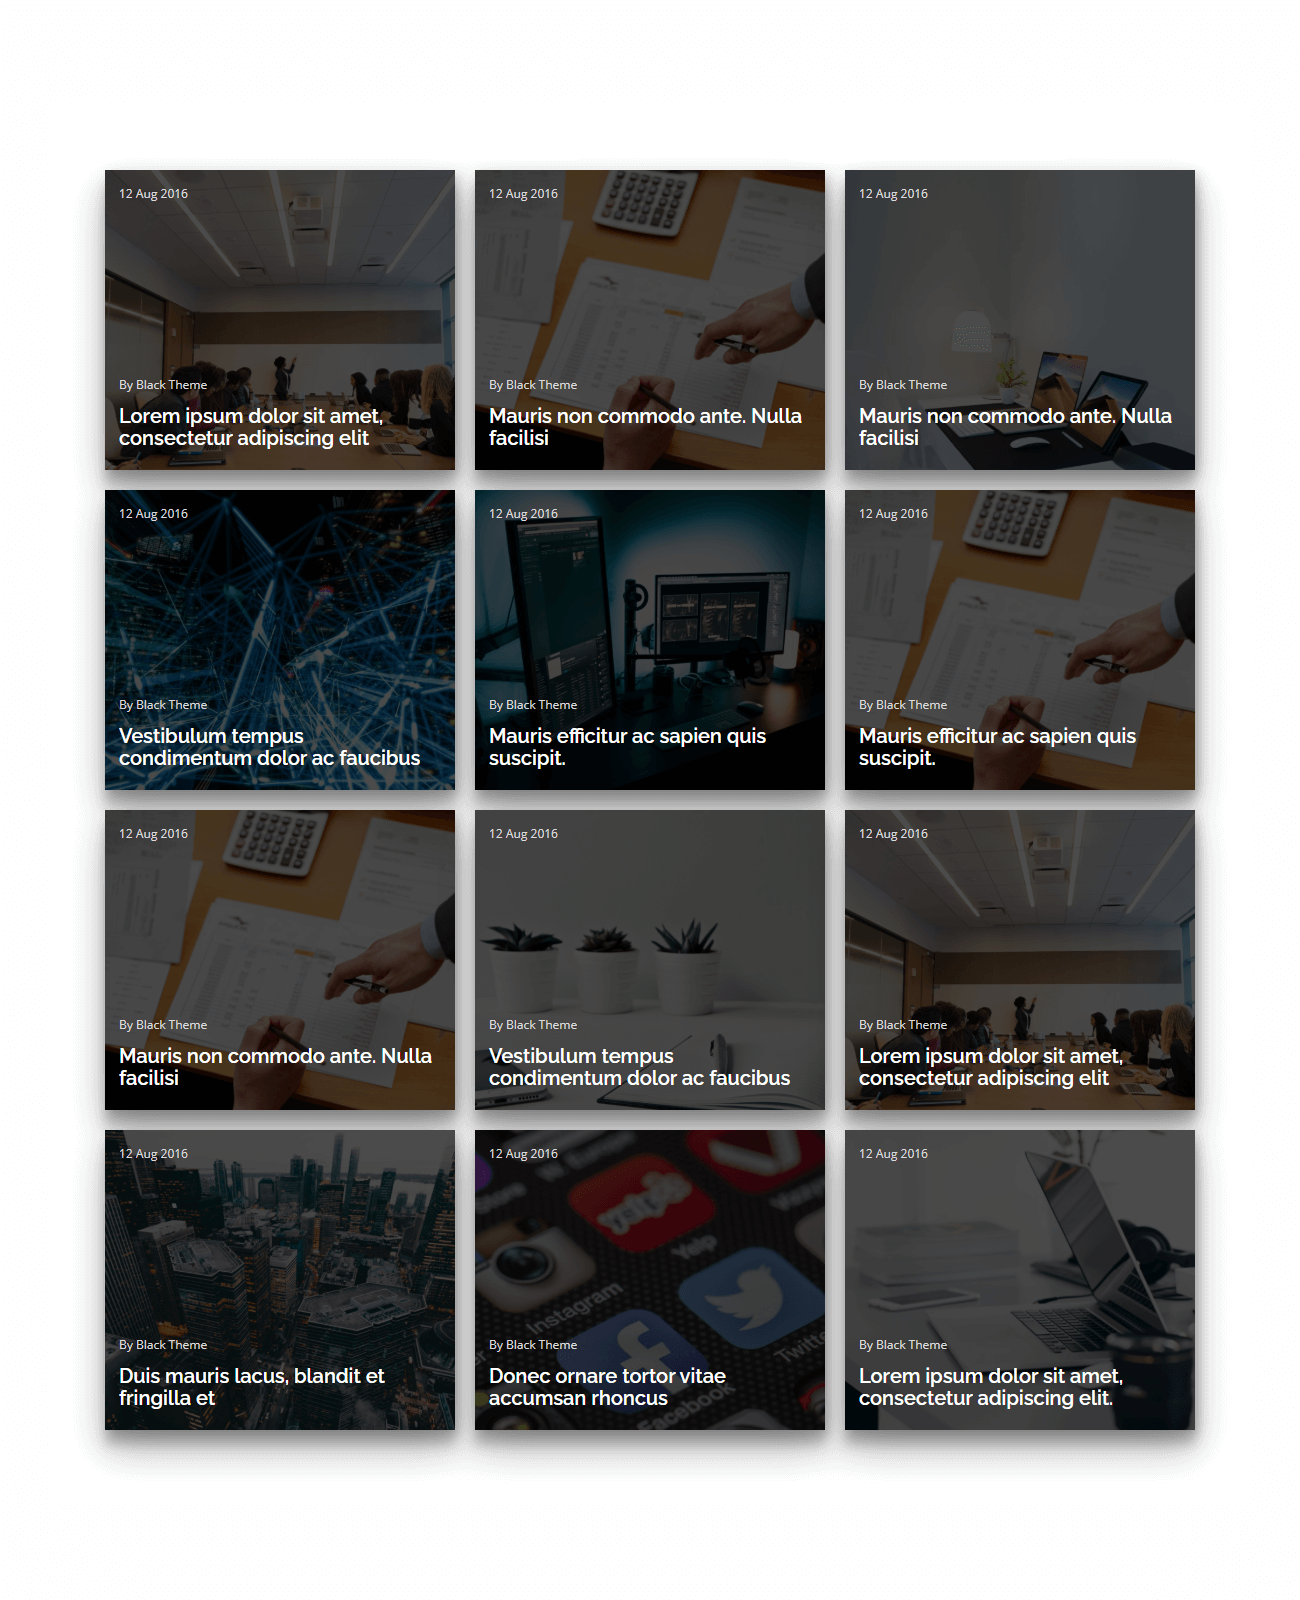 12 Aug 2016
By Black Theme
Lorem ipsum dolor sit amet,
consectetur adipiscing elit
12 Aug 2016
By Black Theme
Mauris non commodo ante. Nulla
facilisi
12 Aug 2016
By Black Theme
Mauris non commodo ante. Nulla
facilisi
12 Aug 2016
By Black Theme
Vestibulum tempus
condimentum dolor ac faucibus
12 Aug 2016
By Black Theme
Mauris efficitur ac sapien quis
suscipit.
12 Aug 2016
By Black Theme
Mauris efficitur ac sapien quis
suscipit.
12 Aug 2016
By Black Theme
Mauris non commodo ante. Nulla
facilisi
12 Aug 2016
By Black Theme
Vestibulum tempus
condimentum dolor ac faucibus
12 Aug 2016
By Black Theme
Lorem ipsum dolor sit amet,
consectetur adipiscing elit
12 Aug 2016
By Black Theme
Duis mauris lacus, blandit et
fringilla et
12 Aug 2016
yelp
Yelp
Instagram
Twitte
Facebook
By Black Theme
Donec ornare tortor vitae
accumsan rhoncus
12 Aug 2016
By Black Theme
Lorem ipsum dolor sit amet,
consectetur adipiscing elit.